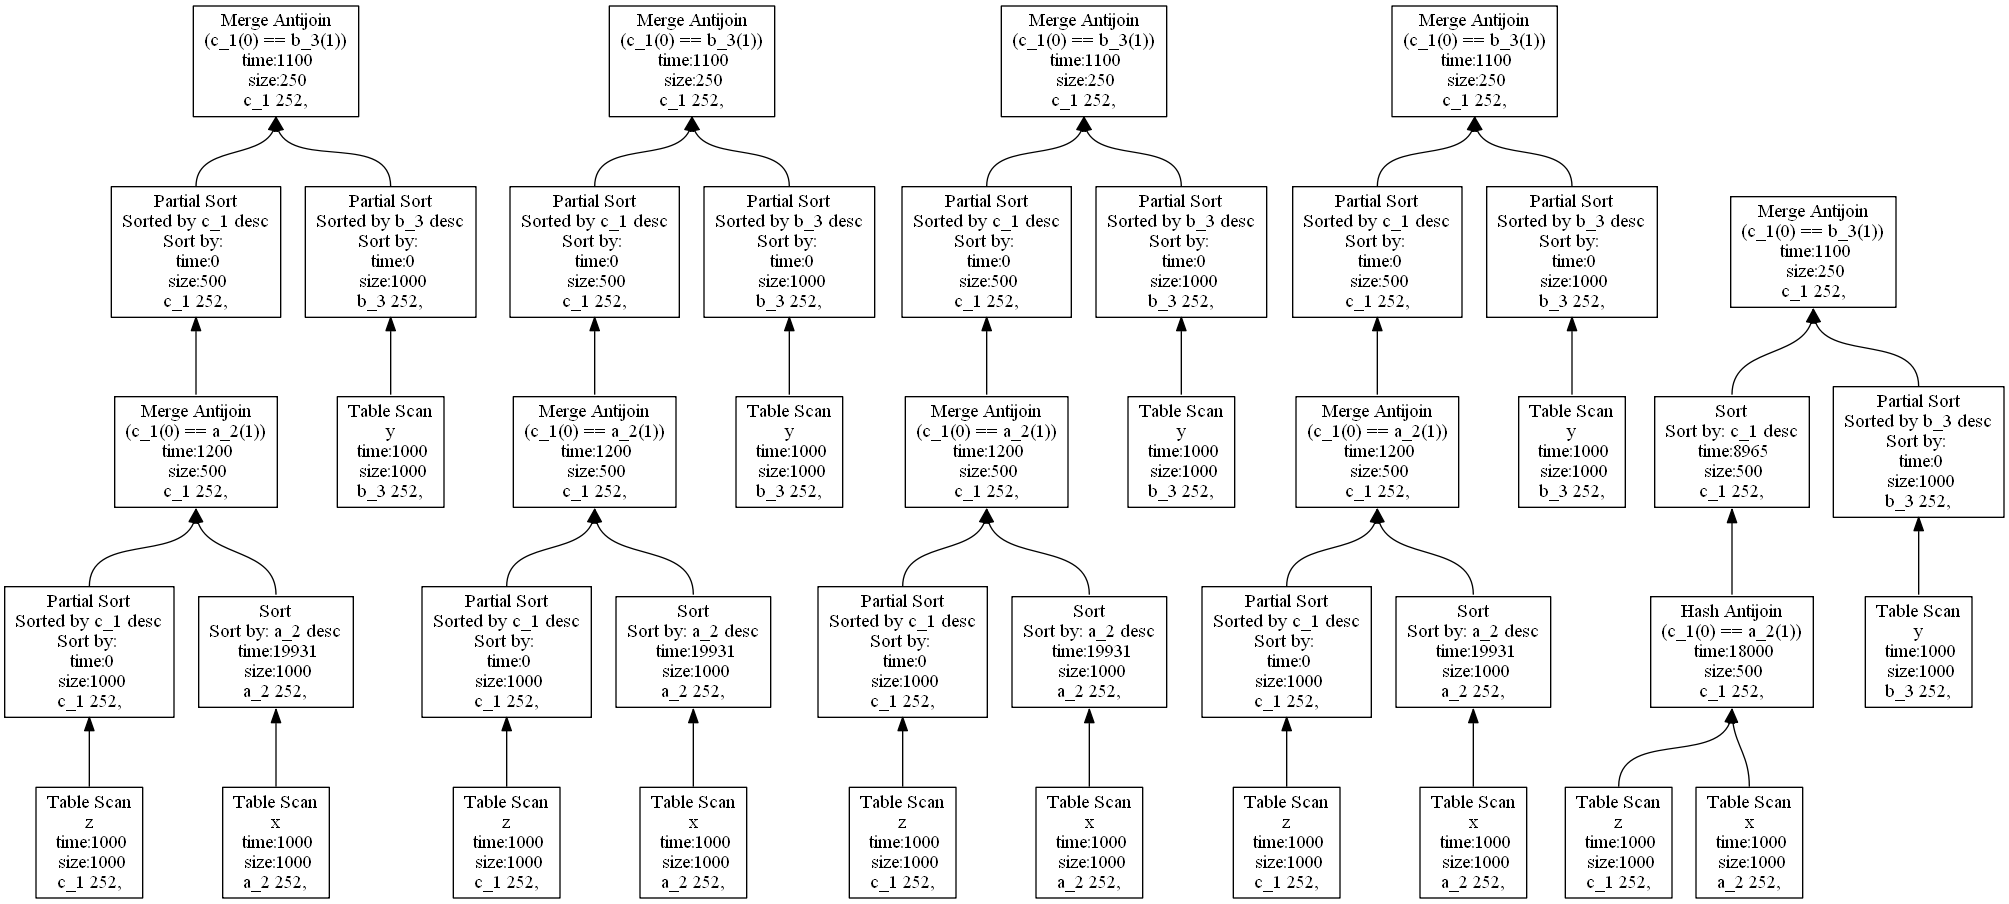 Merge Antijoin
(c_1(0) == b_3(1))
time:1100
size:250
c_1 252,
Merge Antijoin
(c_1(0) == b_3(1))
time:1100
size:250
c_1 252,
Merge Antijoin
(c_1(0) == b_3(1))
time:1100
size:250
c_1 252,
Merge Antijoin
(c_1(0) == b_3(1))
time:1100
size:250
c_1 252,
Partial Sort
Sorted by c_1 desc
Sort by:
time:0
size:500
c_1 252,
Partial Sort
Sorted by b_3 desc
Sort by:
time:0
size:1000
b_3 252,
Partial Sort
Sorted by c_1 desc
Sort by:
time:0
size:500
c_1 252,
Partial Sort
Sorted by b_3 desc
Sort by:
time:0
size:1000
b_3 252,
Partial Sort
Sorted by c_1 desc
Sort by:
time:0
size:500
c_1 252,
Partial Sort
Sorted by b_3 desc
Sort by:
time:0
size:1000
b_3 252,
Partial Sort
Sorted by c_1 desc
Sort by:
time:0
size:500
c_1 252,
Partial Sort
Sorted by b_3 desc
Sort by:
time:0
size:1000
b_3 252,
Merge Antijoin
(c_1(0) == b_3(1))
time:1100
size:250
c_1 252,
Merge Antijoin
(c_1(0) == a_2(1))
time:1200
size:500
c_1 252,
Table Scan
y
time:1000
size:1000
b_3 252,
Merge Antijoin
(c_1(0) == a_2(1))
time:1200
size:500
c_1 252,
Table Scan
y
time:1000
size:1000
b_3 252,
Merge Antijoin
(c_1(0) == a_2(1))
time:1200
size:500
c_1 252,
Table Scan
y
time:1000
size:1000
b_3 252,
Merge Antijoin
(c_1(0) == a_2(1))
time:1200
size:500
c_1 252,
Table Scan
y
time:1000
size:1000
b_3 252,
Sort
Sort by: c_1 desc
time:8965
size:500
c_1 252,
Partial Sort
Sorted by b_3 desc
Sort by:
time:0
size:1000
b_3 252,
Partial Sort
Sorted by c_1 desc
Sort by:
time:0
size:1000
c_1 252,
Sort
Sort by: a_2 desc
time:19931
size:1000
a_2 252,
Partial Sort
Sorted by c_1 desc
Sort by:
time:0
size:1000
c_1 252,
Sort
Sort by: a_2 desc
time:19931
size:1000
a_2 252,
Partial Sort
Sorted by c_1 desc
Sort by:
time:0
size:1000
c_1 252,
Sort
Sort by: a_2 desc
time:19931
size:1000
a_2 252,
Partial Sort
Sorted by c_1 desc
Sort by:
time:0
size:1000
c_1 252,
Sort
Sort by: a_2 desc
time:19931
size:1000
a_2 252,
Hash Antijoin
(c_1(0) == a_2(1))
time:18000
size:500
c_1 252,
Table Scan
y
time:1000
size:1000
b_3 252,
Table Scan
z
time:1000
size:1000
c_1 252,
Table Scan
x
time:1000
size:1000
a_2 252,
Table Scan
z
time:1000
size:1000
c_1 252,
Table Scan
x
time:1000
size:1000
a_2 252,
Table Scan
z
time:1000
size:1000
c_1 252,
Table Scan
x
time:1000
size:1000
a_2 252,
Table Scan
z
time:1000
size:1000
c_1 252,
Table Scan
x
time:1000
size:1000
a_2 252,
Table Scan
z
time:1000
size:1000
c_1 252,
Table Scan
x
time:1000
size:1000
a_2 252,